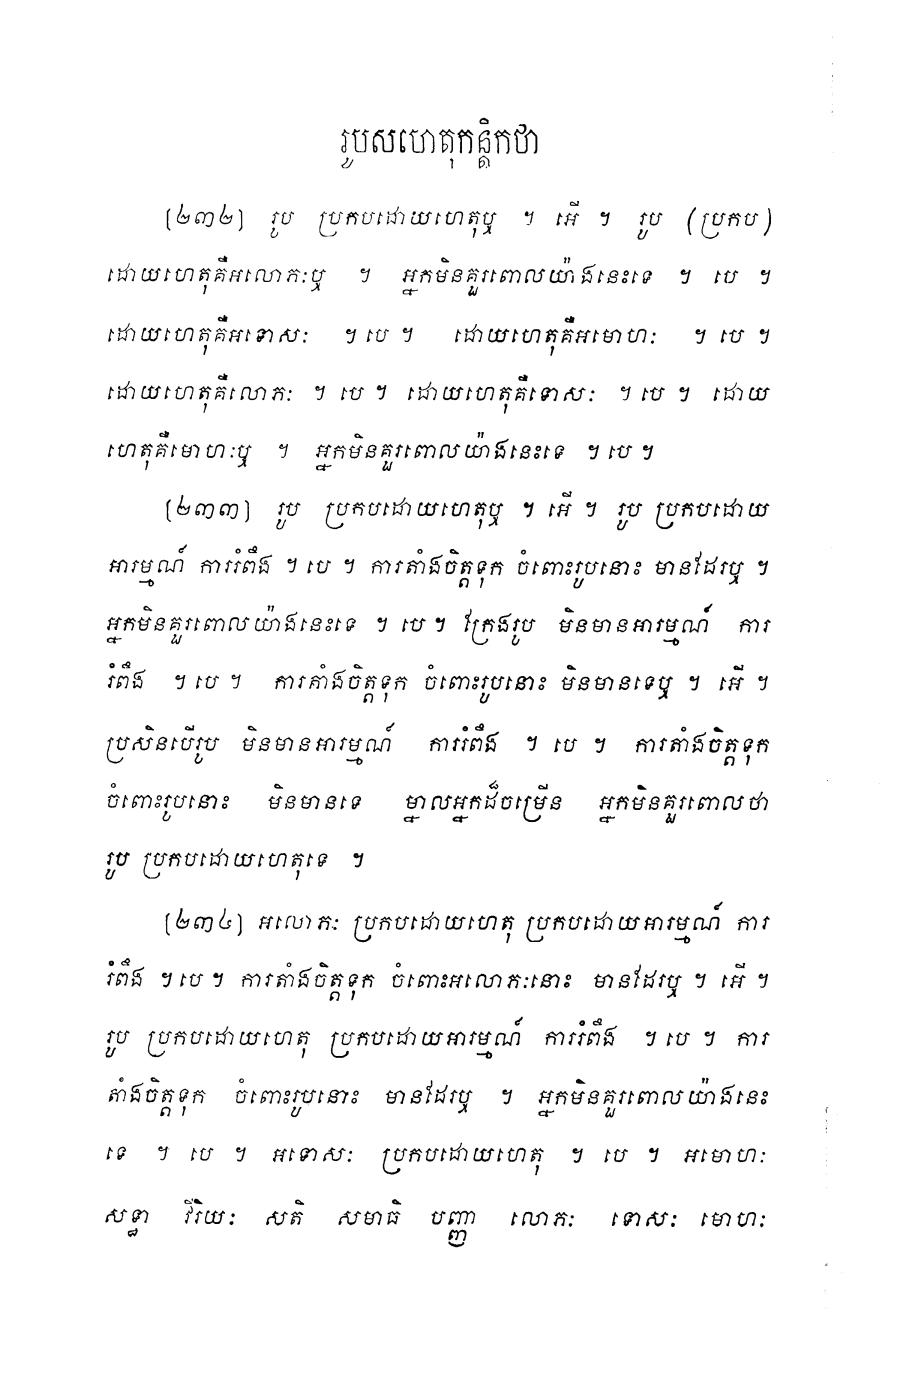 រូបសហេតុកន្តិកថា
[២៣២] រូប ប្រកបដោយហេតុឬ ។ អើ ។ រូប (ប្រកប)
ដោយហេតុគឺអលោភៈឬ ។ អ្នកមិនគួរពោលយ៉ាងនេះទេ ។ បេ ។
ដោយហេតុគឺអទោសៈ ។ បេ ។ ដោយហេតុគឺអមោហៈ ។ បេ ។
ដោយហេតុគឺលោភៈ ។ បេ ។ ដោយហេតុគឺទោសៈ ។ បេ ។ ដោយ
ហេតុគឺមោហៈឬ ។ អ្នកមិនគួរពោលយ៉ាងនេះទេ ។ បេ ។
[២៣៣] រូប ប្រកបដោយហេតុឬ ។ អើ ។ រូប ប្រកបដោយ
អារម្មណ៍ ការរំពឹង ។ បេ ។ ការតាំងចិត្តទុក ចំពោះរូបនោះ មានដែរឬ ។
អ្នកមិនគួរពោលយ៉ាងនេះទេ ។ បេ ។ ក្រែងរូប មិនមានអារម្មណ៍ ការ
រំពឹង ។ បេ ។ ការតាំងចិត្តទុក ចំពោះរូបនោះ មិនមានទេឬ ។ អើ ។
ប្រសិនបើរូប មិនមានអារម្មណ៍ ការរំពឹង ។ បេ ។ ការតាំងចិត្តទុក
ចំពោះរូបនោះ មិនមានទេ ម្នាលអ្នកដ៏ចម្រើន អ្នកមិនគួរពោលថា
រូប ប្រកបដោយហេតុទេ ។
[២៣៤] អលោភៈ ប្រកបដោយហេតុ ប្រកបដោយអារម្មណ៍ ការ
រំពឹង ។ បេ ។ ការតាំងចិត្តទុក ចំពោះអលោភៈនោះ មានដែរឬ ។ អើ ។
រូប ប្រកបដោយហេតុ ប្រកបដោយអារម្មណ៍ ការរំពឹង ។ បេ ។ ការ
តាំងចិត្តទុក ចំពោះរូបនោះ មានដែរឬ ។ អ្នកមិនគួរពោលយ៉ាងនេះ
ទេ ។ បេ ។ អទោសៈ ប្រកបដោយហេតុ ។ បេ ។ អមោហៈ
សទ្ធា វីរិយៈ សតិ សមាធិ បញ្ញា លោភៈ ទោសៈ មោហៈ